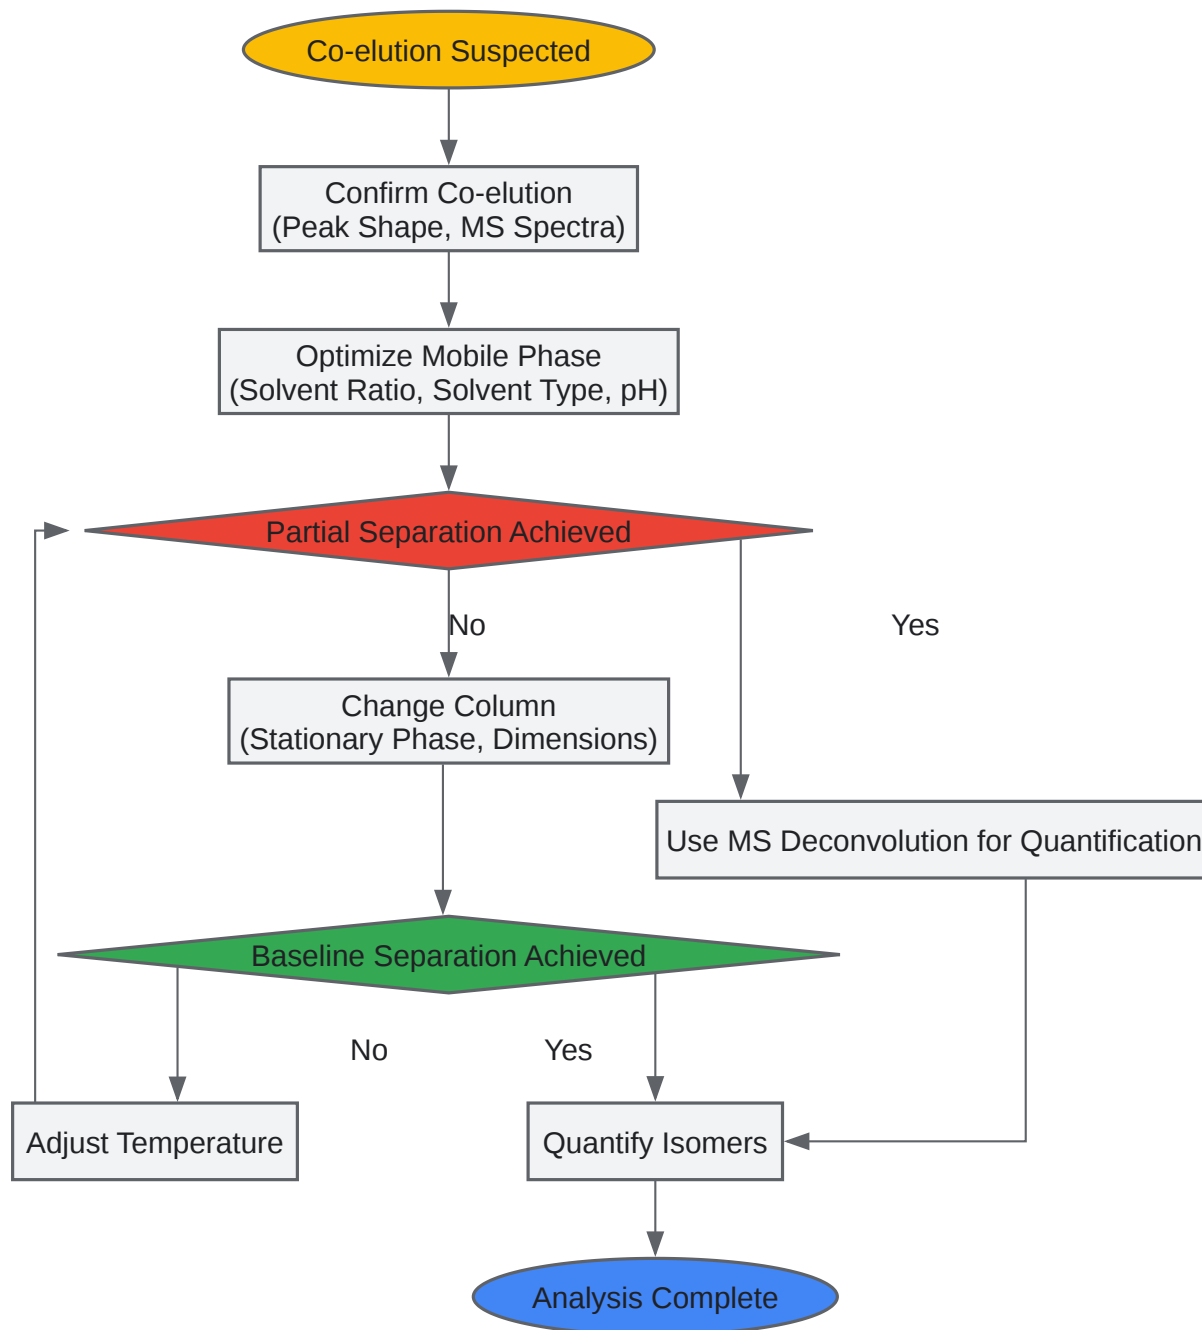 Co-elution Suspected
Confirm Co-elution
(Peak Shape, MS Spectra)
Optimize Mobile Phase
(Solvent Ratio, Solvent Type, pH)
Partial Separation Achieved
No
Yes
Change Column
(Stationary Phase, Dimensions)
Use MS Deconvolution for Quantification
Baseline Separation Achieved
No
Yes
Adjust Temperature
Quantify Isomers
Analysis Complete